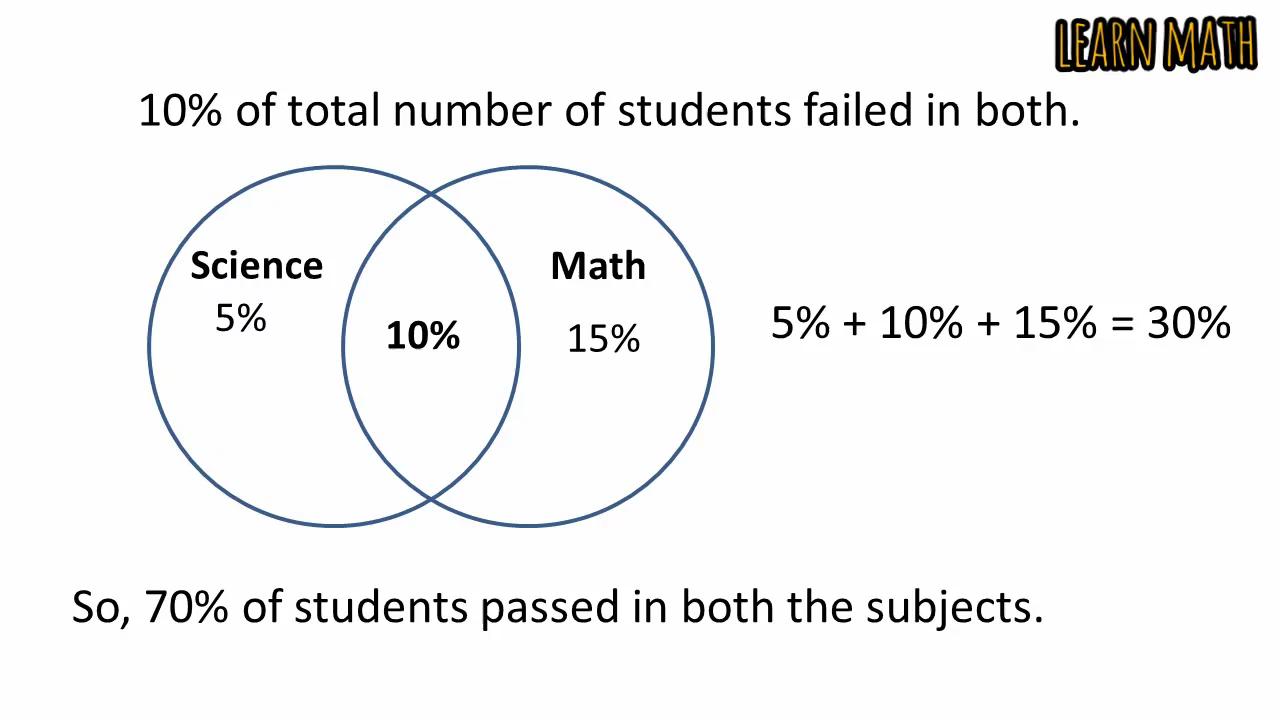 LEARN MATH
10% of total number of students failed in both.
Science
Math
5%
10%
15%
5% + 10% + 15% = 30%
So, 70% of students passed in both the subjects.